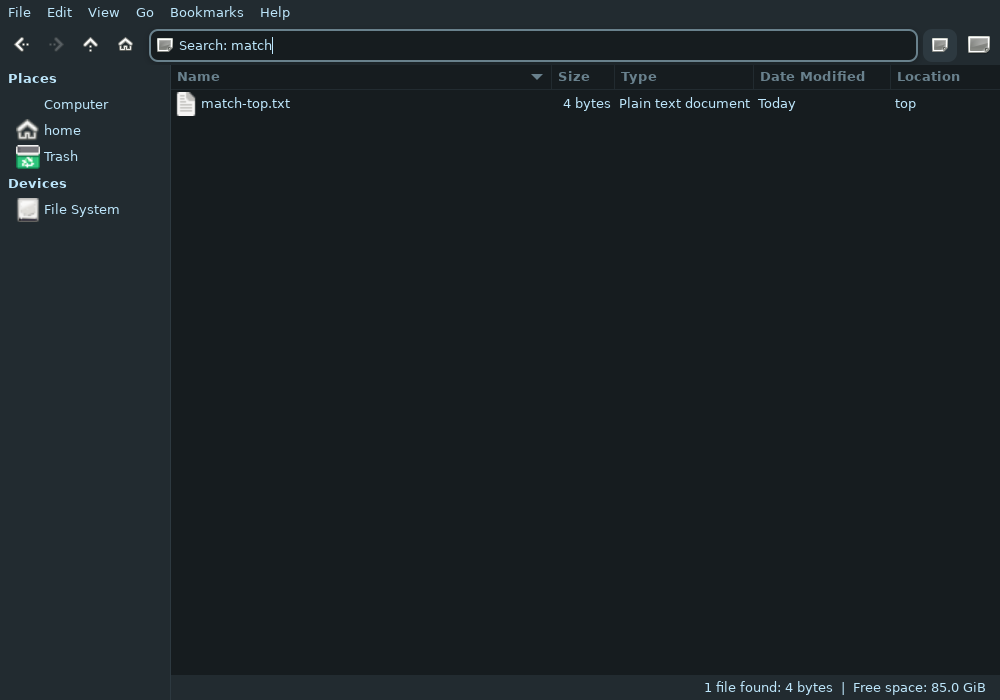 File Edit View Go Bookmarks Help
Search: match
Places
Computer
home
Trash
Devices
File System
Name Size Type Date Modified Location
match-top.txt 4 bytes Plain text document Today top
1 file found: 4 bytes | Free space: 85.0 GiB